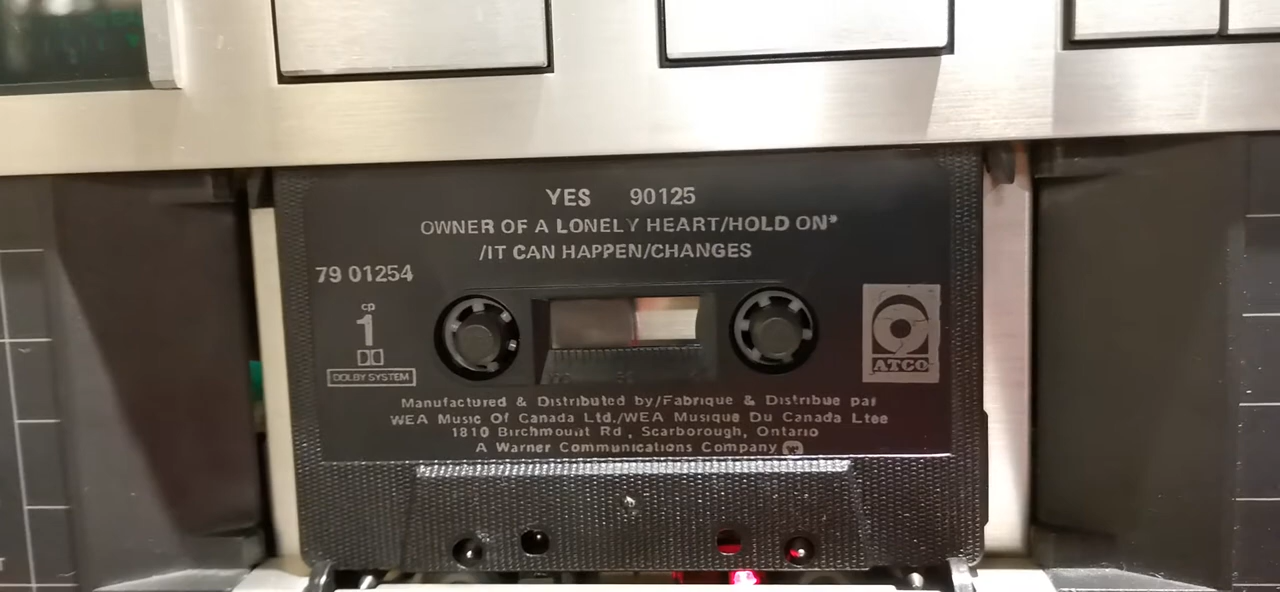 YES 90125
OWNER OF A LONELY HEART/HOLD ON*
/IT CAN HAPPEN/CHANGES
79 01254
cp
1
DOLBY SYSTEM
ATCO
Manufactured & Distributed by/Fabrique & Distribue par
WEA Music Of Canada Ltd./WEA Musique Du Canada Ltee
1810 Birchmount Rd , Scarborough, Ontario
A Warner Communications Company